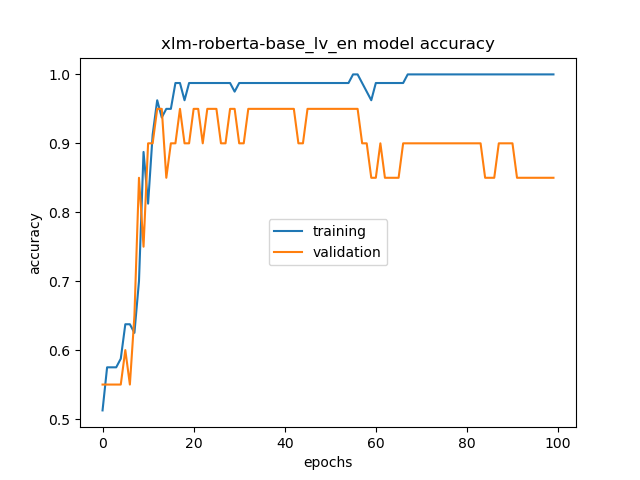 xlm-roberta-base_lv_en model accuracy
1.0
0.9
0.8
0.7
0.6
0.5
accuracy
training
validation
0 20 40 60 80 100
epochs